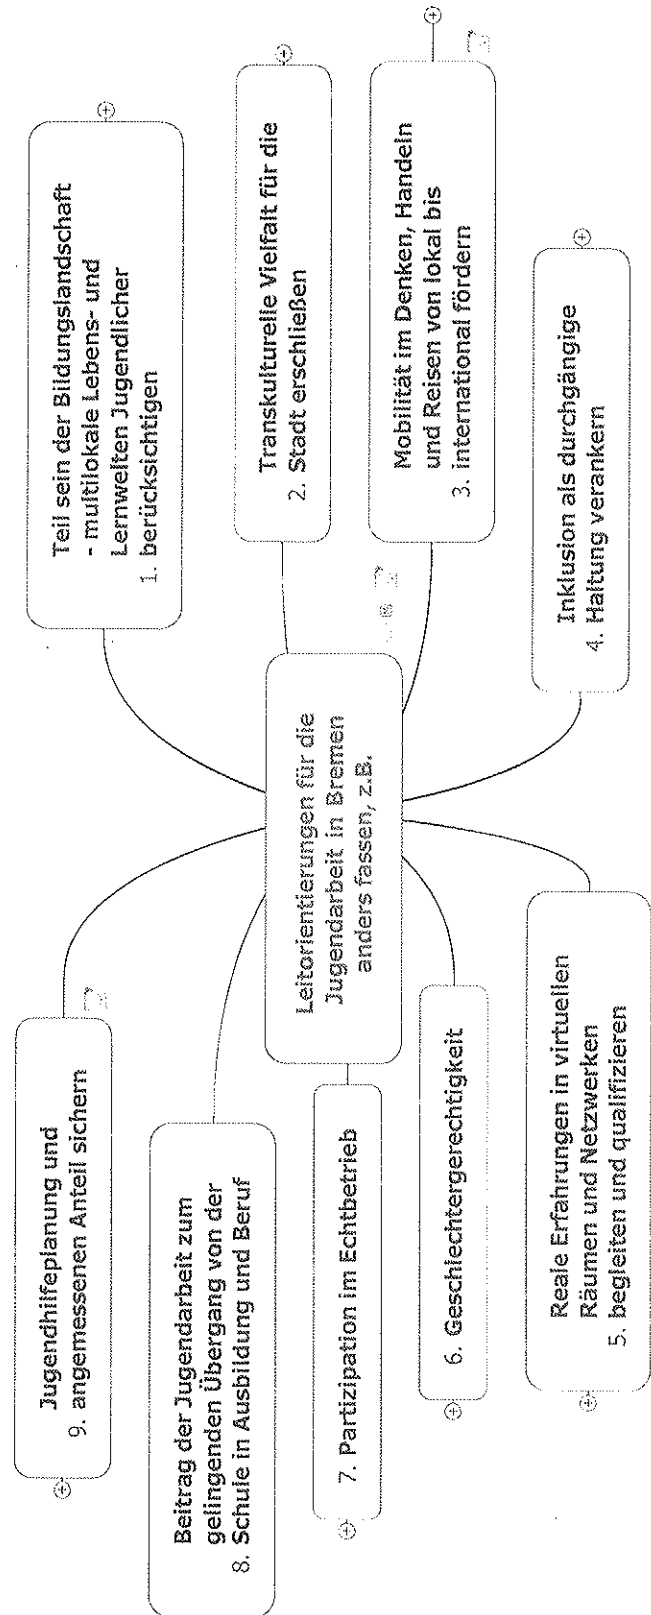 Leitorientierungen für die
Jugendarbeit in Bremen
anders fassen, z.B.
Teil sein der Bildungslandschaft
- multilokale Lebens- und
Lernwelten Jugendlicher
1. berücksichtigen
Transkulturelle Vielfalt für die
2. Stadt erschließen
Mobilität im Denken, Handeln
und Reisen von lokal bis
3. international fördern
Inklusion als durchgängige
4. Haltung verankern
Reale Erfahrungen in virtuellen
Räumen und Netzwerken
5. begleiten und qualifizieren
6. Geschlechtergerechtigkeit
7. Partizipation im Echtbetrieb
Beitrag der Jugendarbeit zum
gelingenden Übergang von der
8. Schule in Ausbildung und Beruf
Jugendhilfeplanung und
9. angemessenen Anteil sichern